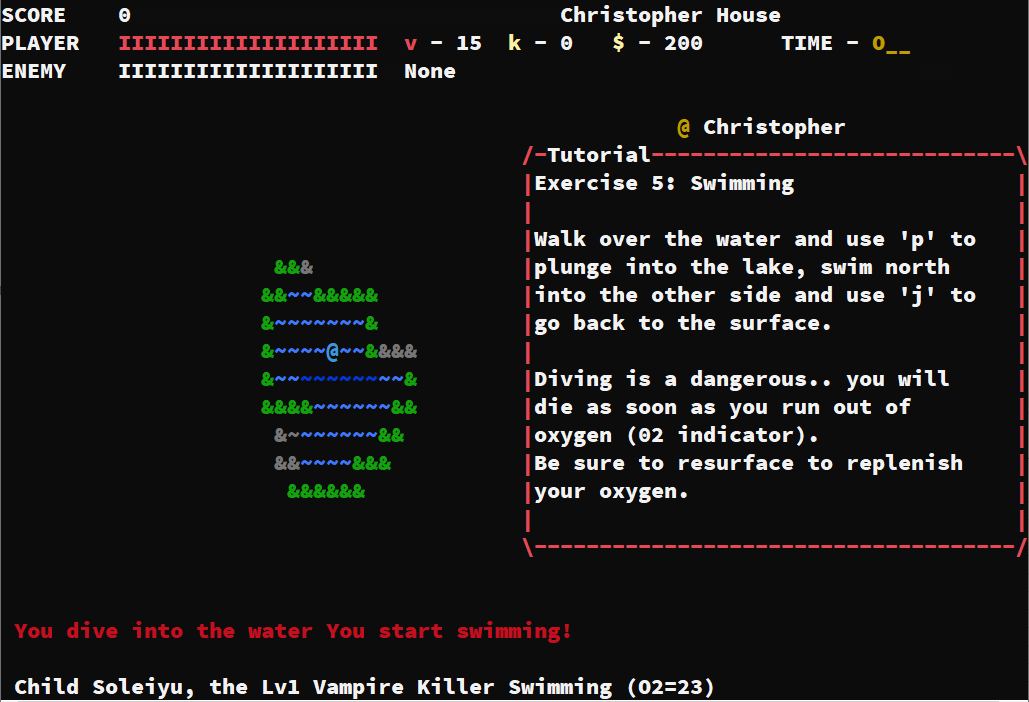 SCORE 0 Christopher House
PLAYER IIIIIIIIIIIIIIIIIIII v - 15 k - 0 $ - 200 TIME - O__
ENEMY IIIIIIIIIIIIIIIIIIII None
@ Christopher
/-Tutorial----------------------------\
Exercise 5: Swimming
Walk over the water and use 'p' to
plunge into the lake, swim north
into the other side and use 'j' to
go back to the surface.
Diving is a dangerous.. you will
die as soon as you run out of
oxygen (02 indicator).
Be sure to resurface to replenish
your oxygen.
\-------------------------------------/
&&&
&&~~&&&&&
&~~~~~~~&
&~~~~@~~&&&&
&~~~~~~~~~~&
&&&&~~~~~~&&
&~~~~~~~&&
&&~~~~&&&
&&&&&&
You dive into the water You start swimming!
Child Soleiyu, the Lv1 Vampire Killer Swimming (O2=23)